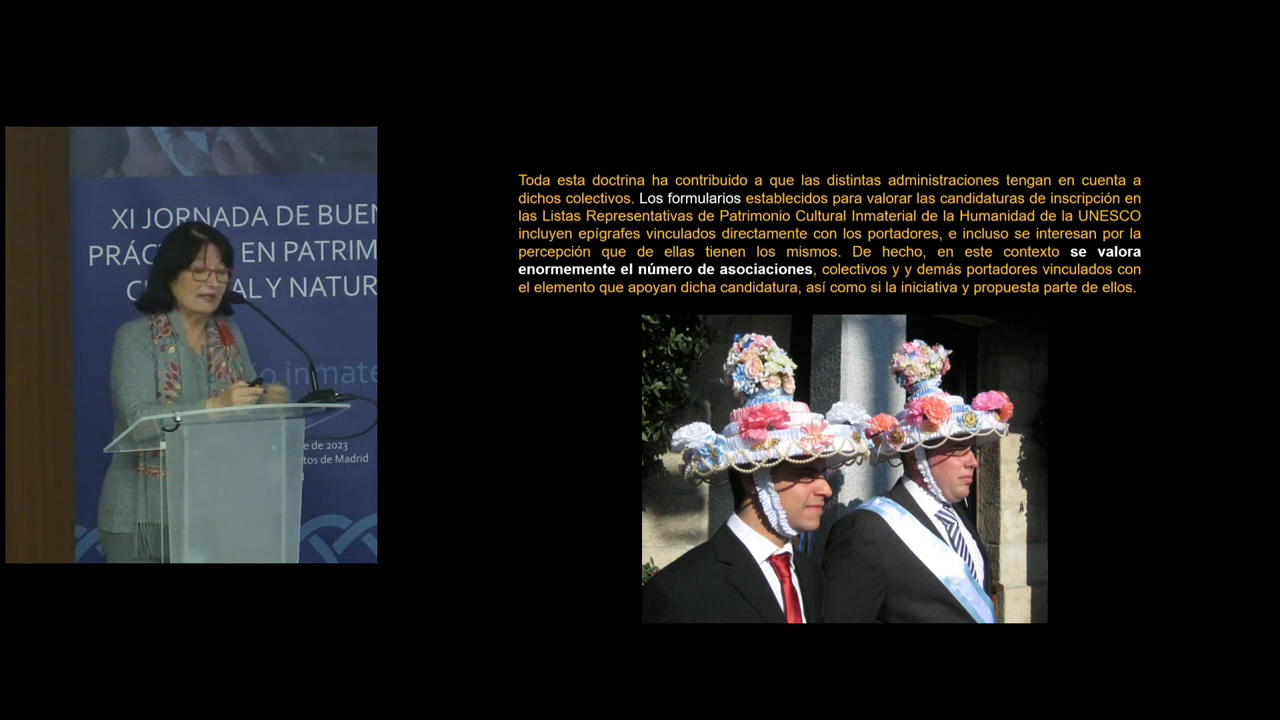 XI JORNADA DE BUEN
PRÁC EN PATRIM
C AL Y NATUR
o inmate
e de 2023
tos de Madrid
Toda esta doctrina ha contribuido a que las distintas administraciones tengan en cuenta a
dichos colectivos. Los formularios establecidos para valorar las candidaturas de inscripción en
las Listas Representativas de Patrimonio Cultural Inmaterial de la Humanidad de la UNESCO
incluyen epígrafes vinculados directamente con los portadores, e incluso se interesan por la
percepción que de ellas tienen los mismos. De hecho, en este contexto se valora
enormemente el número de asociaciones, colectivos y y demás portadores vinculados con
el elemento que apoyan dicha candidatura, así como si la iniciativa y propuesta parte de ellos.